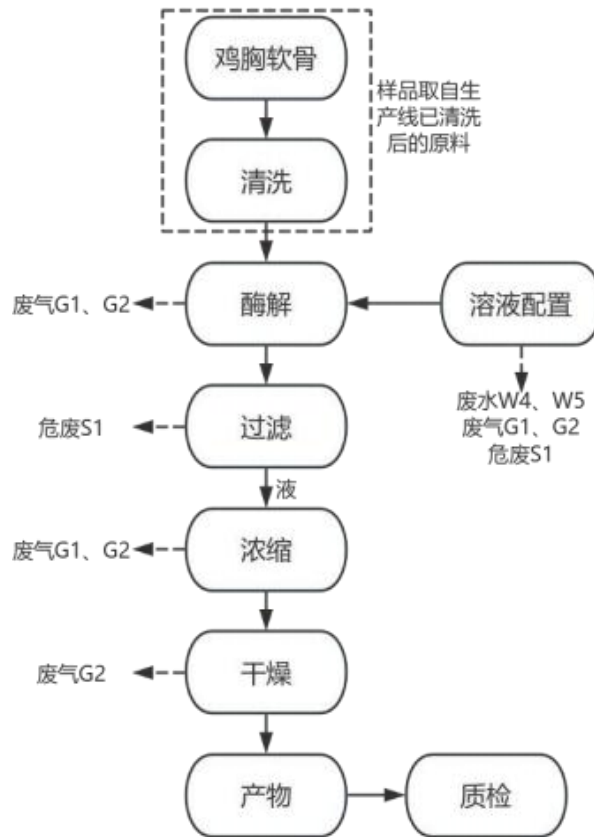 鸡胸软骨
样品取自生
产线已清洗
后的原料
清洗
废气G1、G2
酶解
溶液配置
废水W4、W5
废气G1、G2
危废S1
危废S1
过滤
液
废气G1、G2
浓缩
废气G2
干燥
产物
质检